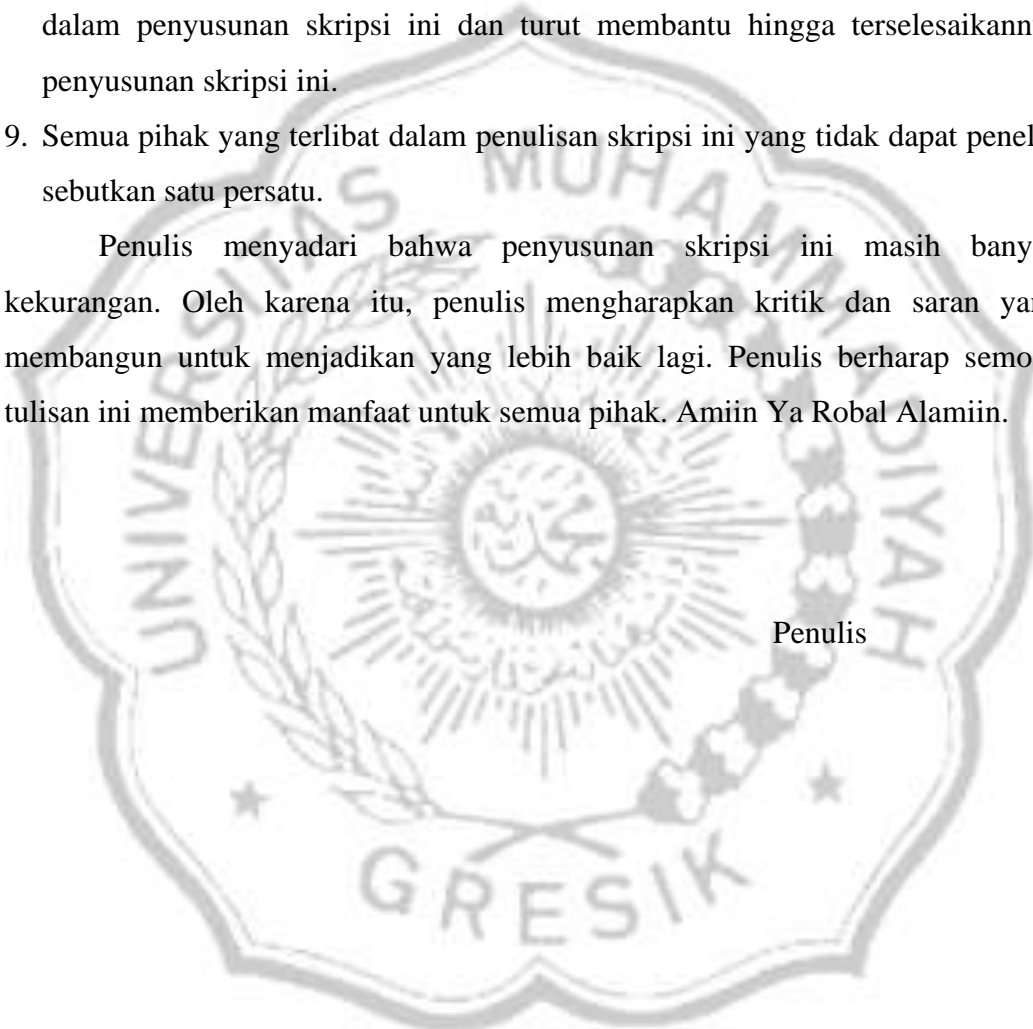 dalam penyusunan skripsi ini dan turut membantu hingga terselesaikann
penyusunan skripsi ini.
9. Semua pihak yang terlibat dalam penulisan skripsi ini yang tidak dapat penel
sebutkan satu persatu.
Penulis menyadari bahwa penyusunan skripsi ini masih bany
kekurangan. Oleh karena itu, penulis mengharapkan kritik dan saran yan
membangun untuk menjadikan yang lebih baik lagi. Penulis berharap semo
tulisan ini memberikan manfaat untuk semua pihak. Amiin Ya Robal Alamiin.
Penulis
UNIVERSITAS MUHAMMADIYAH
GRESIK